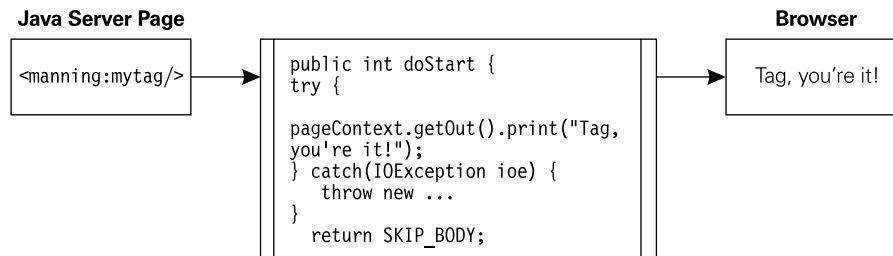 Java Server Page
<manning:mytag/>
public int doStart {
try {
pageContext.getOut().print("Tag,
you're it!");
} catch(IOException ioe) {
throw new ...
}
return SKIP_BODY;
Browser
Tag, you're it!